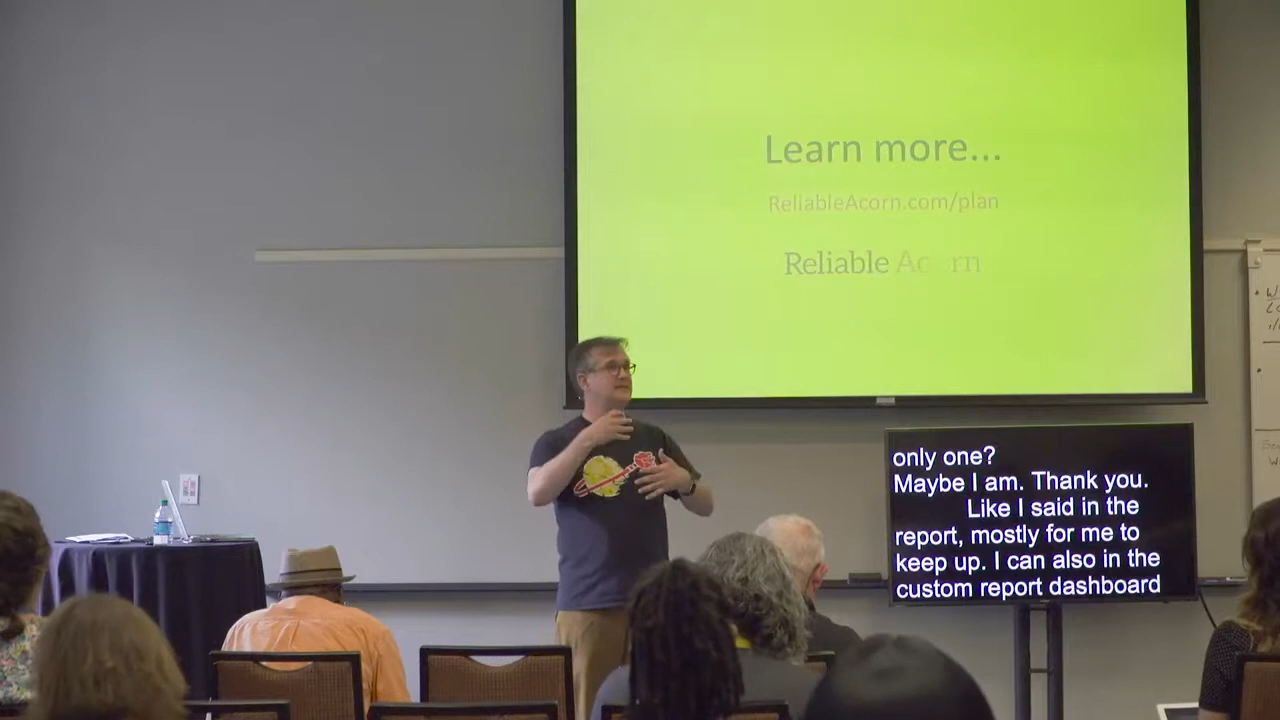 Learn more...
ReliableAcorn.com/plan
Reliable Acorn
only one?
Maybe I am. Thank you.
Like I said in the
report, mostly for me to
keep up. I can also in the
custom report dashboard